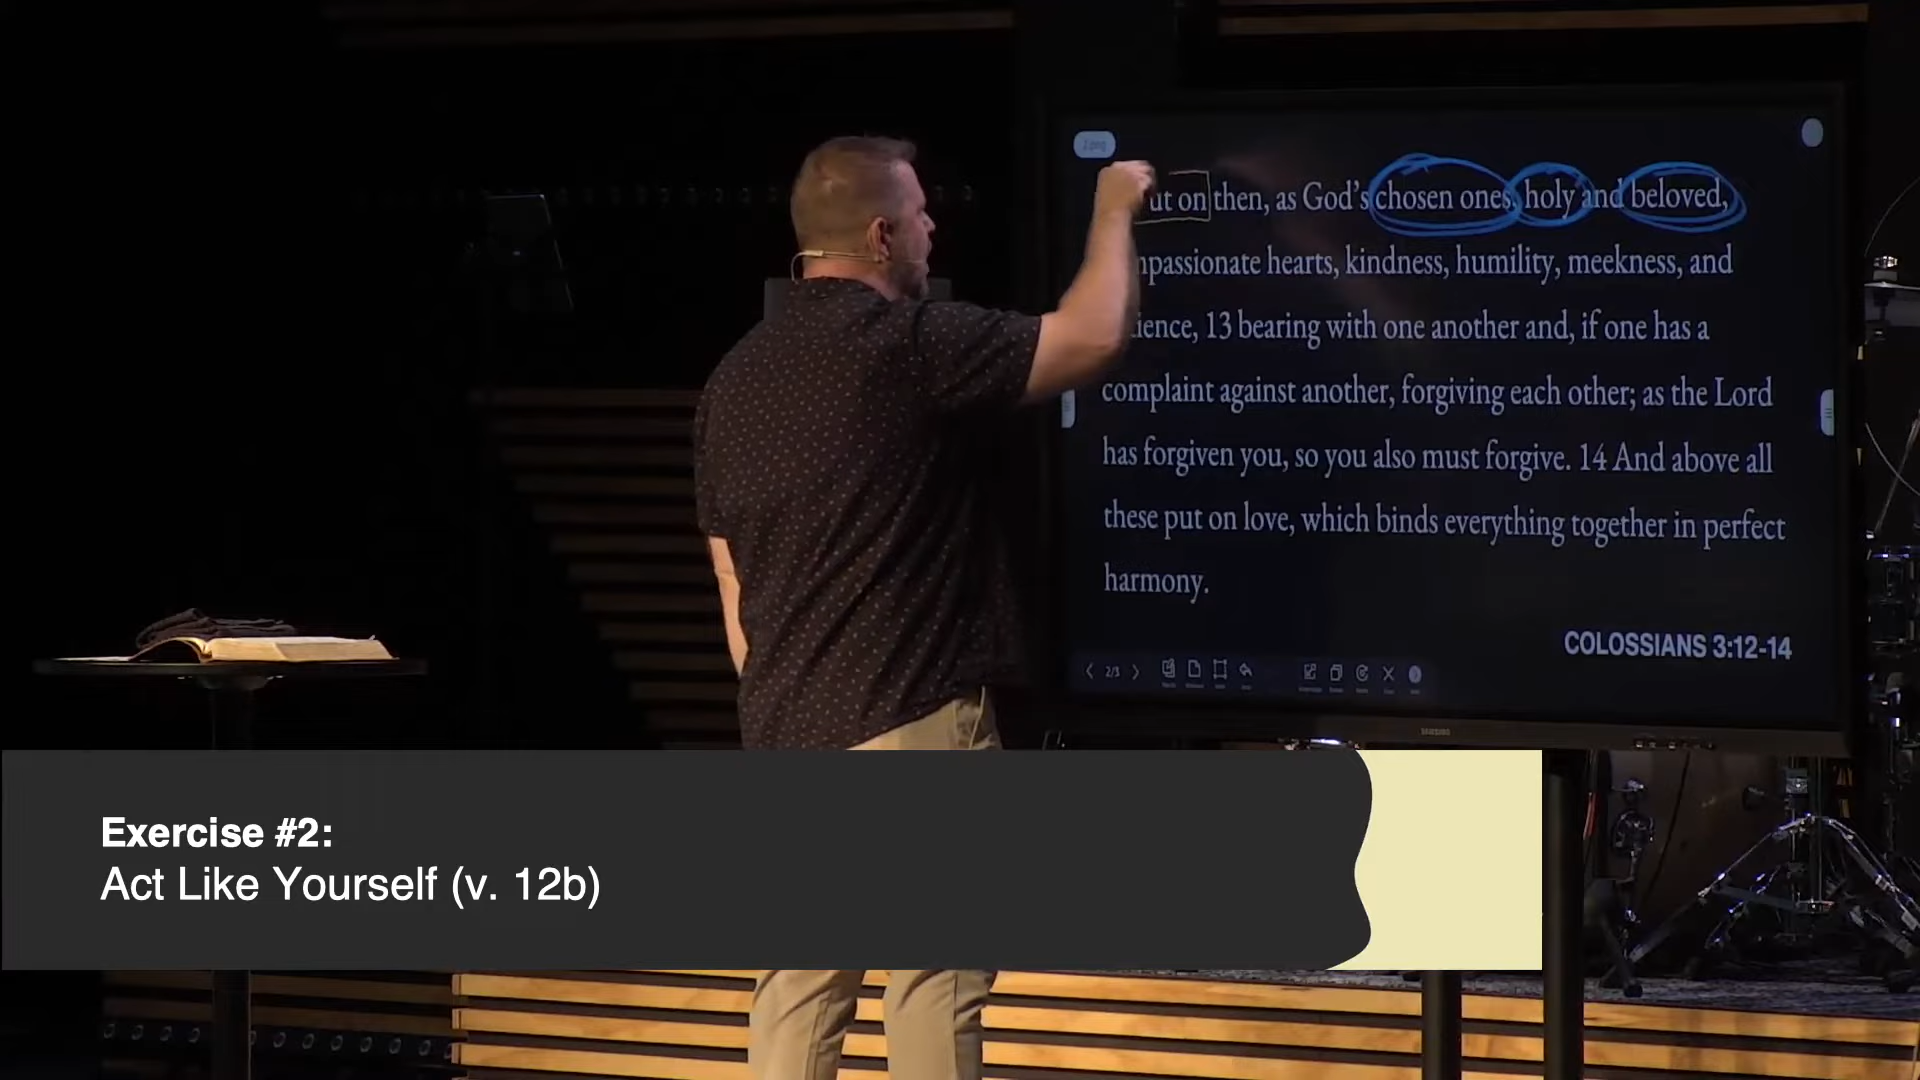 ut on then, as God's chosen ones, holy and beloved,
passionate hearts, kindness, humility, meekness, and
ience, 13 bearing with one another and, if one has a
complaint against another, forgiving each other; as the Lord
has forgiven you, so you also must forgive. 14 And above all
these put on love, which binds everything together in perfect
harmony.
COLOSSIANS 3:12-14
2/3
SAMSUNG
Exercise #2:
Act Like Yourself (v. 12b)